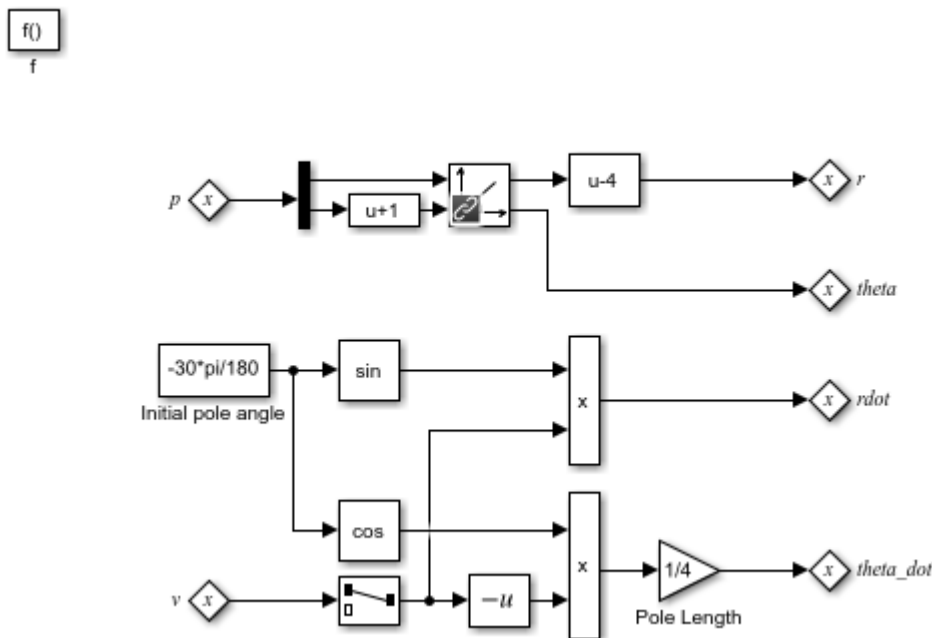 f()
f
p
x
u+1
u-4
x
r
x
theta
-30*pi/180
Initial pole angle
sin
x
x
rdot
cos
v
x
−u
x
1/4
Pole Length
x
theta_dot